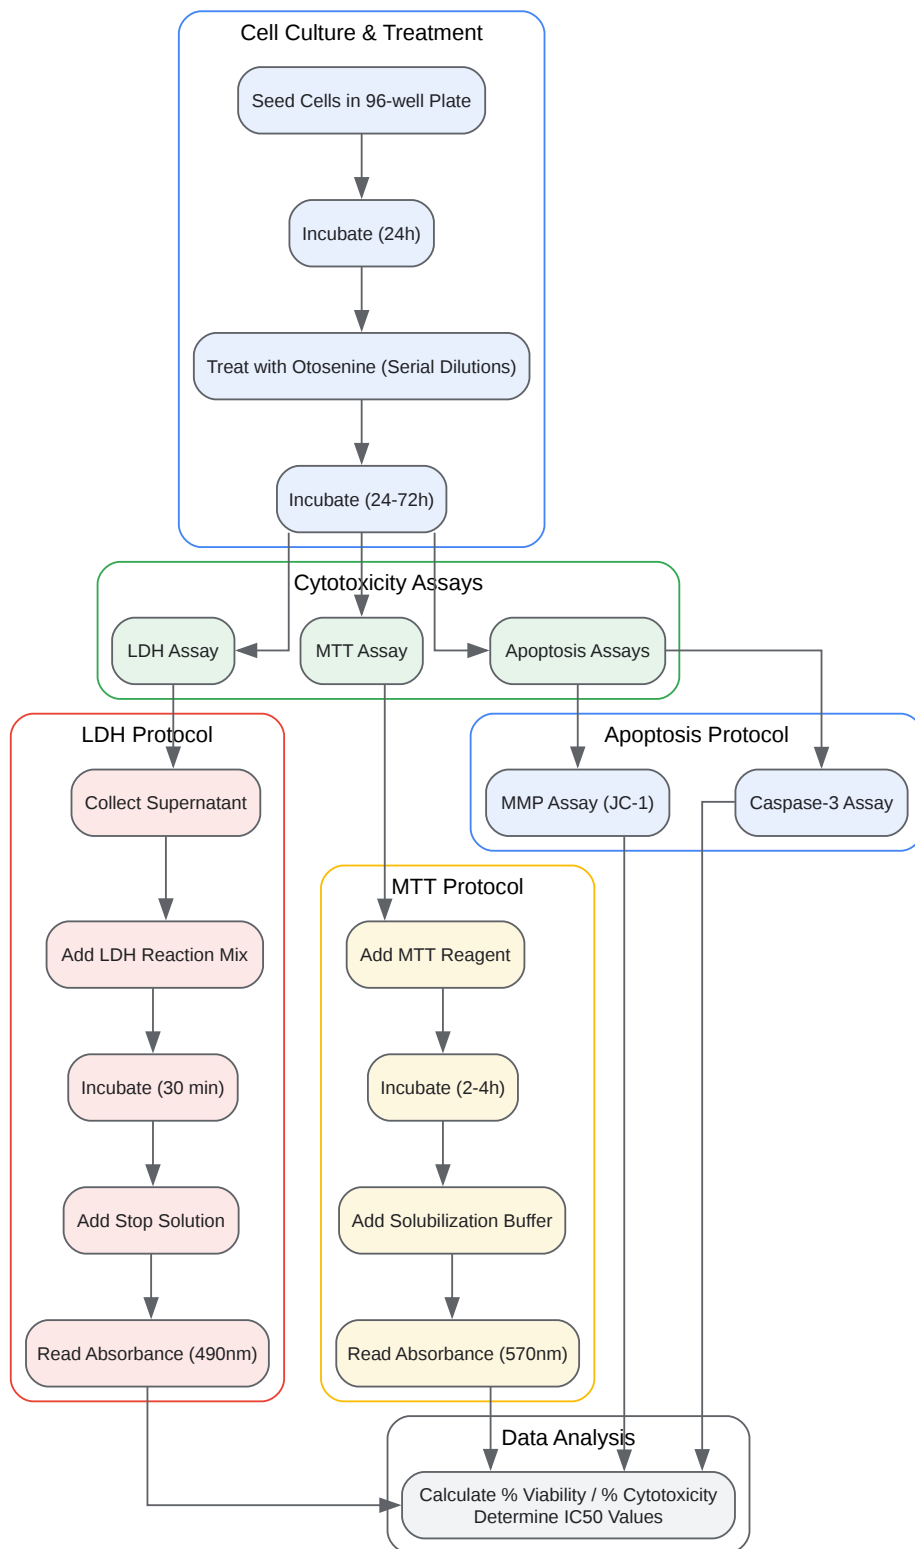 Cell Culture & Treatment
Seed Cells in 96-well Plate
Incubate (24h)
Treat with Otosenine (Serial Dilutions)
Incubate (24-72h)
Cytotoxicity Assays
LDH Assay
MTT Assay
Apoptosis Assays
LDH Protocol
Collect Supernatant
Add LDH Reaction Mix
Incubate (30 min)
Add Stop Solution
Read Absorbance (490nm)
Apoptosis Protocol
MMP Assay (JC-1)
Caspase-3 Assay
MTT Protocol
Add MTT Reagent
Incubate (2-4h)
Add Solubilization Buffer
Read Absorbance (570nm)
Data Analysis
Calculate % Viability / % Cytotoxicity
Determine IC50 Values